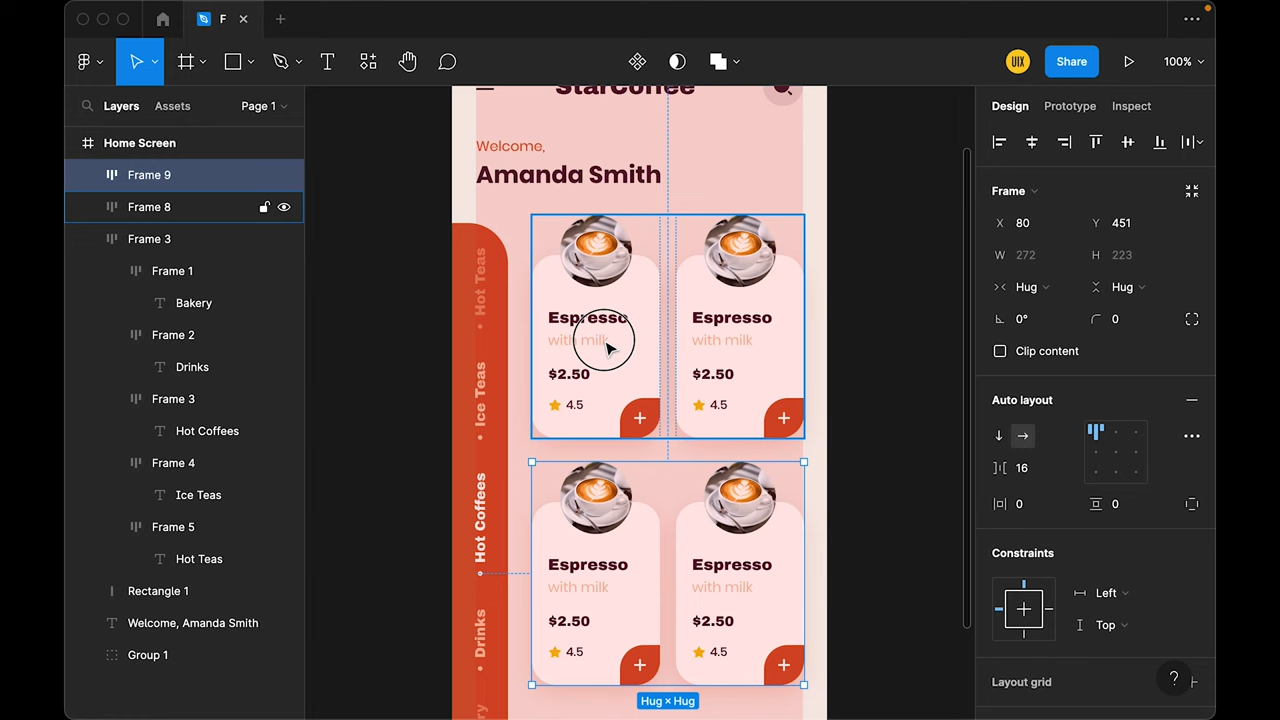 F
UIX
Share
100%
Layers
Assets
Page 1
Design
Prototype
Inspect
Home Screen
Frame 9
Frame 8
Frame 3
Frame 1
Bakery
Frame 2
Drinks
Frame 3
Hot Coffees
Frame 4
Ice Teas
Frame 5
Hot Teas
Rectangle 1
Welcome, Amanda Smith
Group 1
StarCoffee
Welcome,
Amanda Smith
• Hot Teas
• Ice Teas
Hot Coffees
• Drinks
ry
Espresso
with milk
$2.50
4.5
+
Espresso
with milk
$2.50
4.5
+
Espresso
with milk
$2.50
4.5
+
Espresso
with milk
$2.50
4.5
+
Hug × Hug
Frame
X 80
Y 451
W 272
H 223
Hug
Hug
0°
0
Clip content
Auto layout
16
0
0
Constraints
Left
Top
Layout grid
?